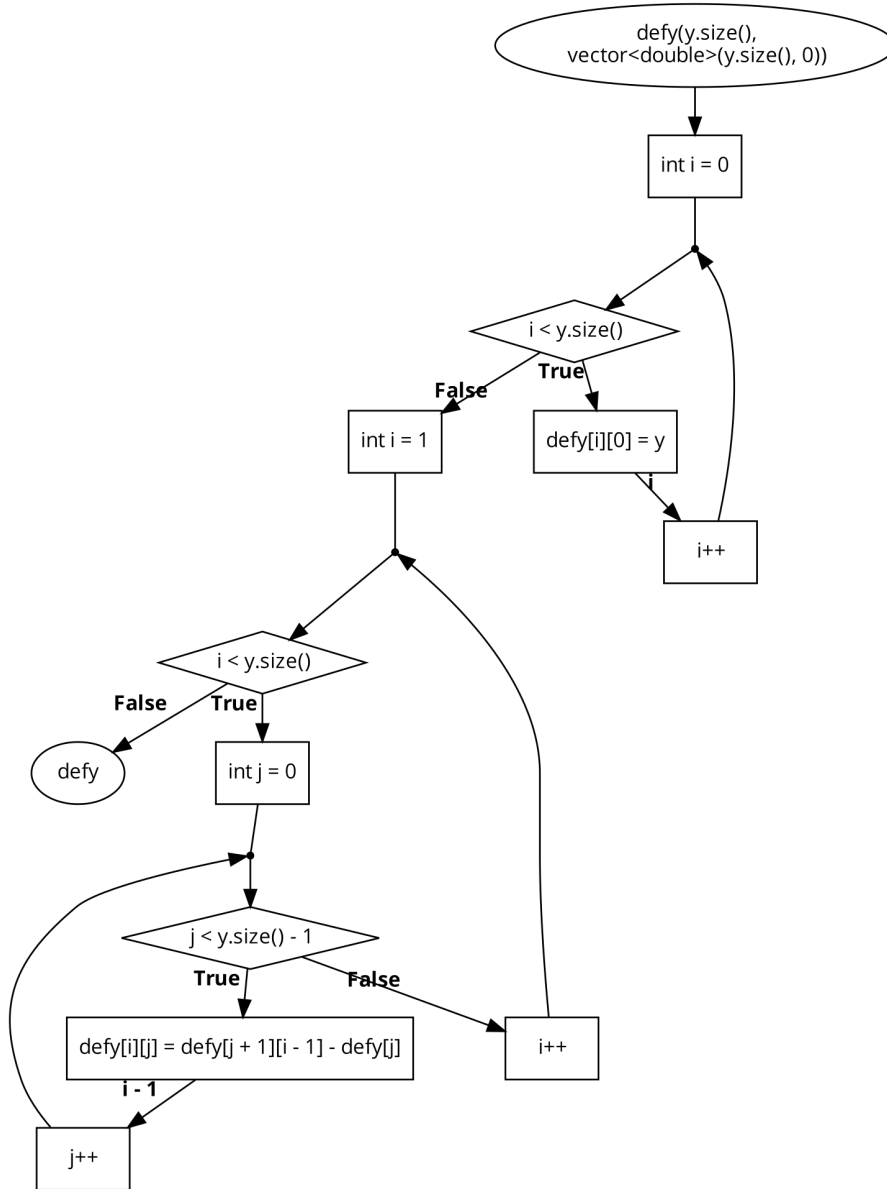 defy(y.size(),
vector<double>(y.size(), 0))
int i = 0
i < y.size()
False
True
int i = 1
defy[i][0] = y
i
i++
i < y.size()
False
True
defy
int j = 0
j < y.size() - 1
True
False
defy[i][j] = defy[j + 1][i - 1] - defy[j]
i++
i - 1
j++